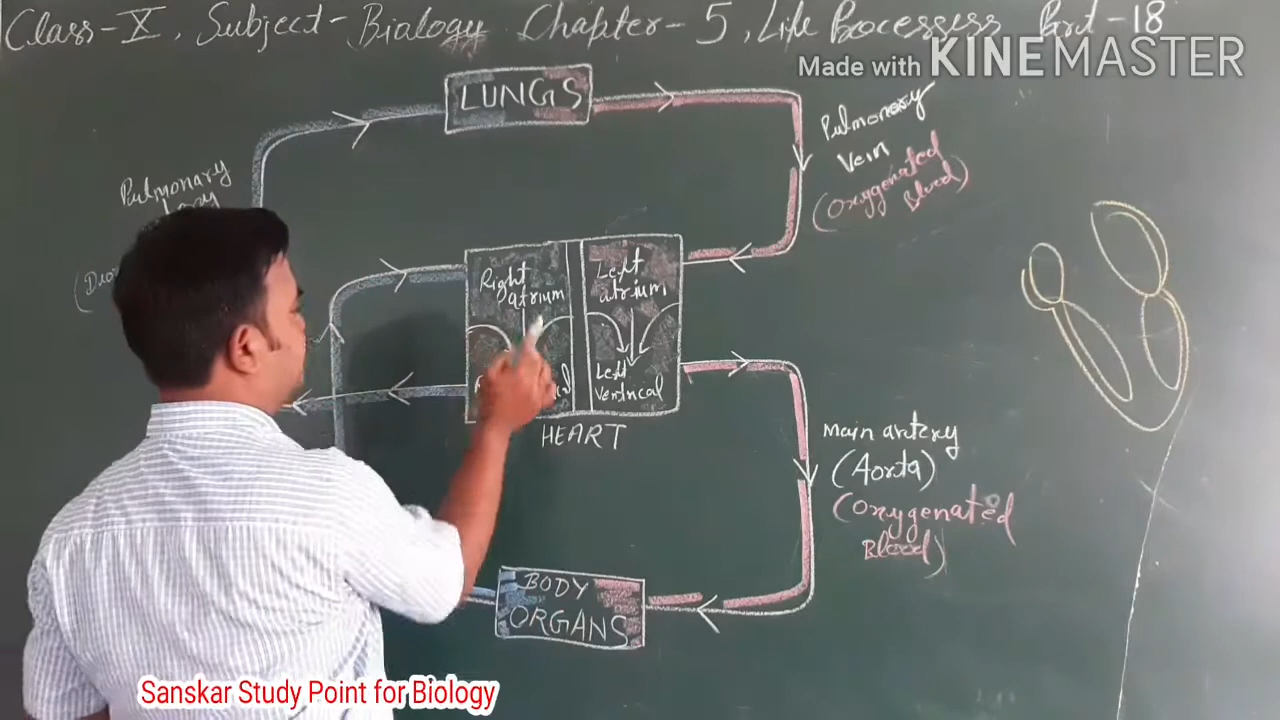 Class-X, Subject-Biology Chapter-5, Life Processess Part-18
Made with KINEMASTER
LUNGS
Pulmonary
Vein
(Oxygenated
Blood)
Pulmonary
Right
atrium
Left
atrium
Left
Ventrical
HEART
Main artery
(Aorta)
(Oxygenated
Blood)
BODY
ORGANS
Sanskar Study Point for Biology